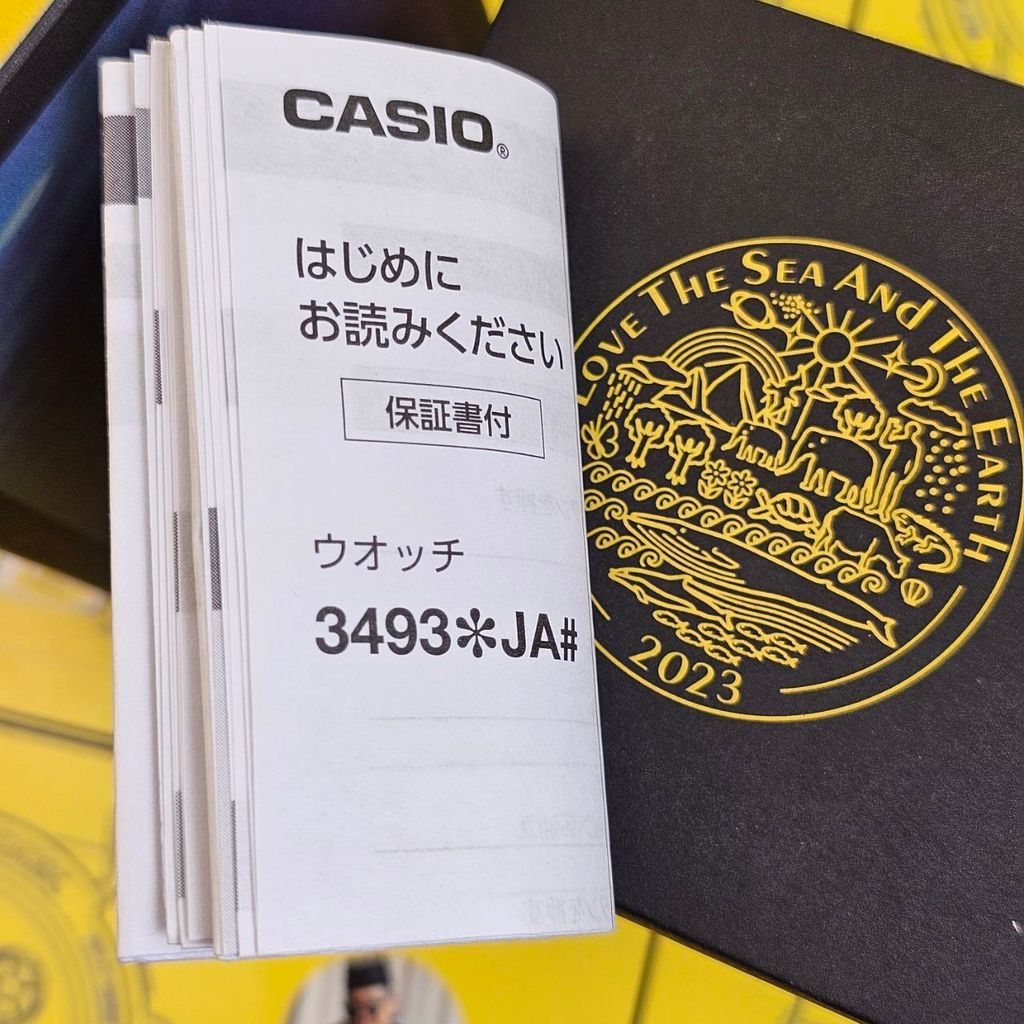 CASIO®
はじめに
お読みください
保証書付
ウオッチ
3493✻JA#
LOVE THE SEA AND THE EARTH
2023